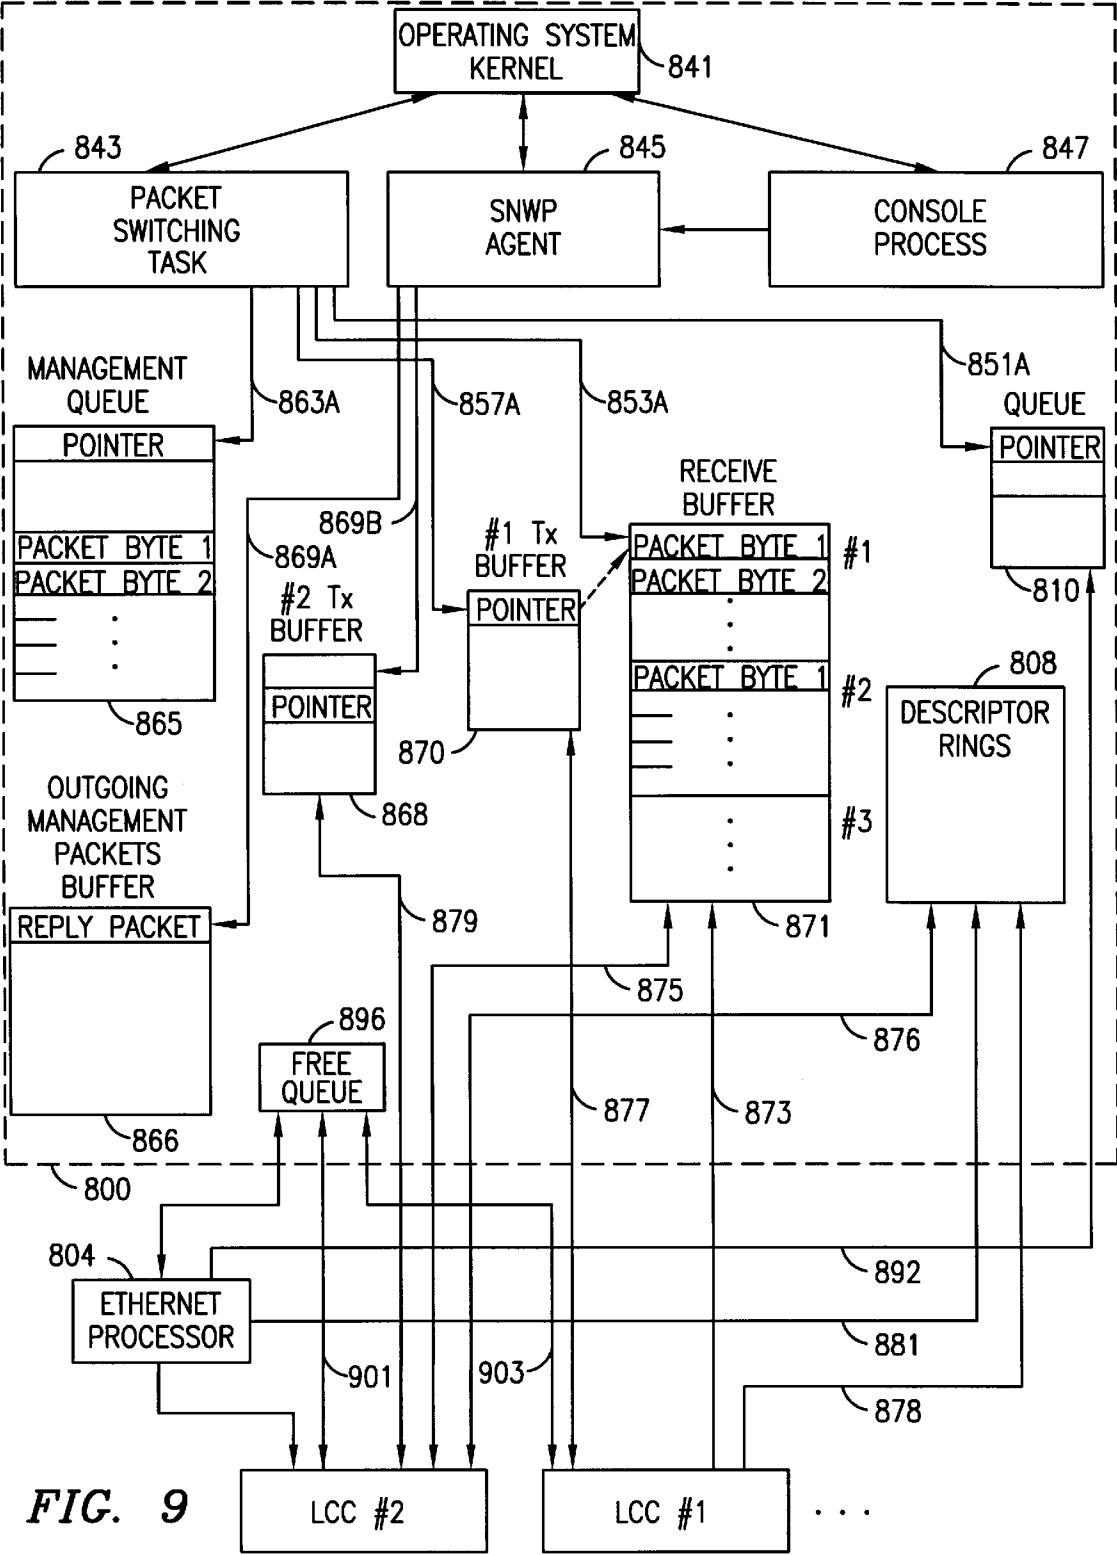 OPERATING SYSTEM
KERNEL
841
843
845
847
PACKET
SWITCHING
TASK
SNWP
AGENT
CONSOLE
PROCESS
MANAGEMENT
QUEUE
863A
857A
853A
851A
QUEUE
POINTER
POINTER
RECEIVE
BUFFER
869B
#1 Tx
BUFFER
PACKET BYTE 1
PACKET BYTE 2
869A
#2 Tx
BUFFER
PACKET BYTE 1
#1
PACKET BYTE 2
810
POINTER
PACKET BYTE 1
#2
808
865
POINTER
870
DESCRIPTOR
RINGS
868
#3
OUTGOING
MANAGEMENT
PACKETS
BUFFER
REPLY PACKET
879
871
875
876
896
FREE
QUEUE
877
873
866
800
804
892
ETHERNET
PROCESSOR
881
901
903
878
LCC #2
LCC #1
. . .
FIG. 9